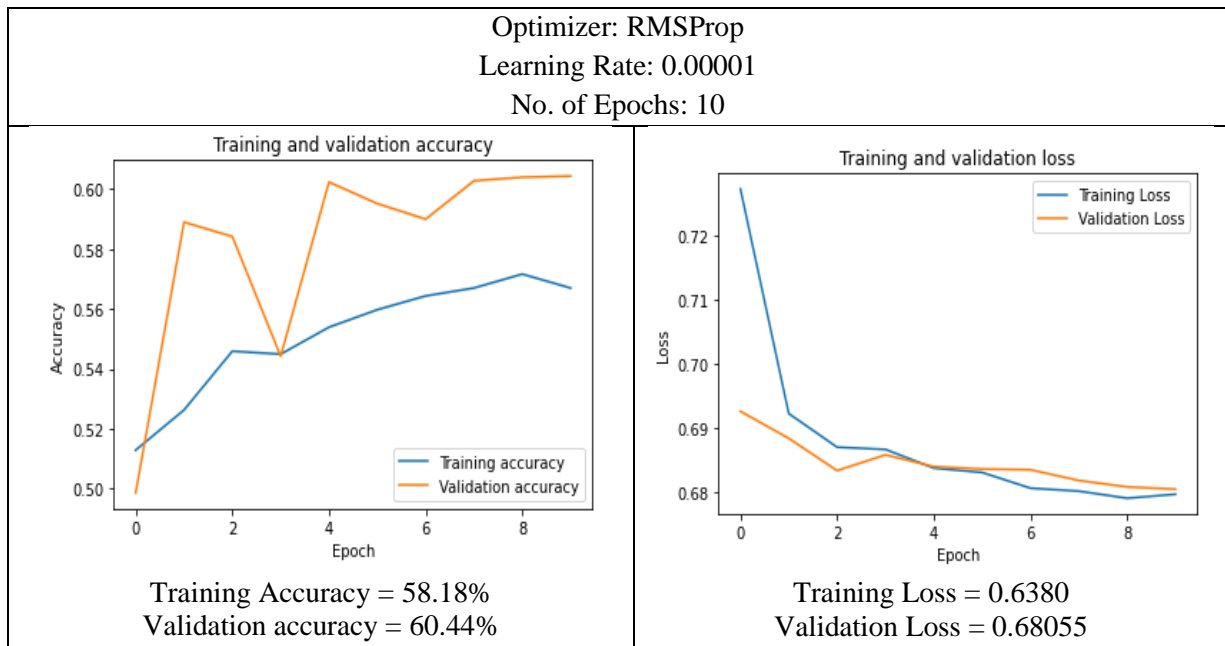 Optimizer: RMSProp
Learning Rate: 0.00001
No. of Epochs: 10
Training and validation accuracy
0.60
0.58
0.56
0.54
0.52
0.50
Accuracy
Training accuracy
Validation accuracy
0
2
4
6
8
Epoch
Training Accuracy = 58.18%
Validation accuracy = 60.44%
Training and validation loss
Training Loss
Validation Loss
0.72
0.71
0.70
0.69
0.68
Loss
0
2
4
6
8
Epoch
Training Loss = 0.6380
Validation Loss = 0.68055